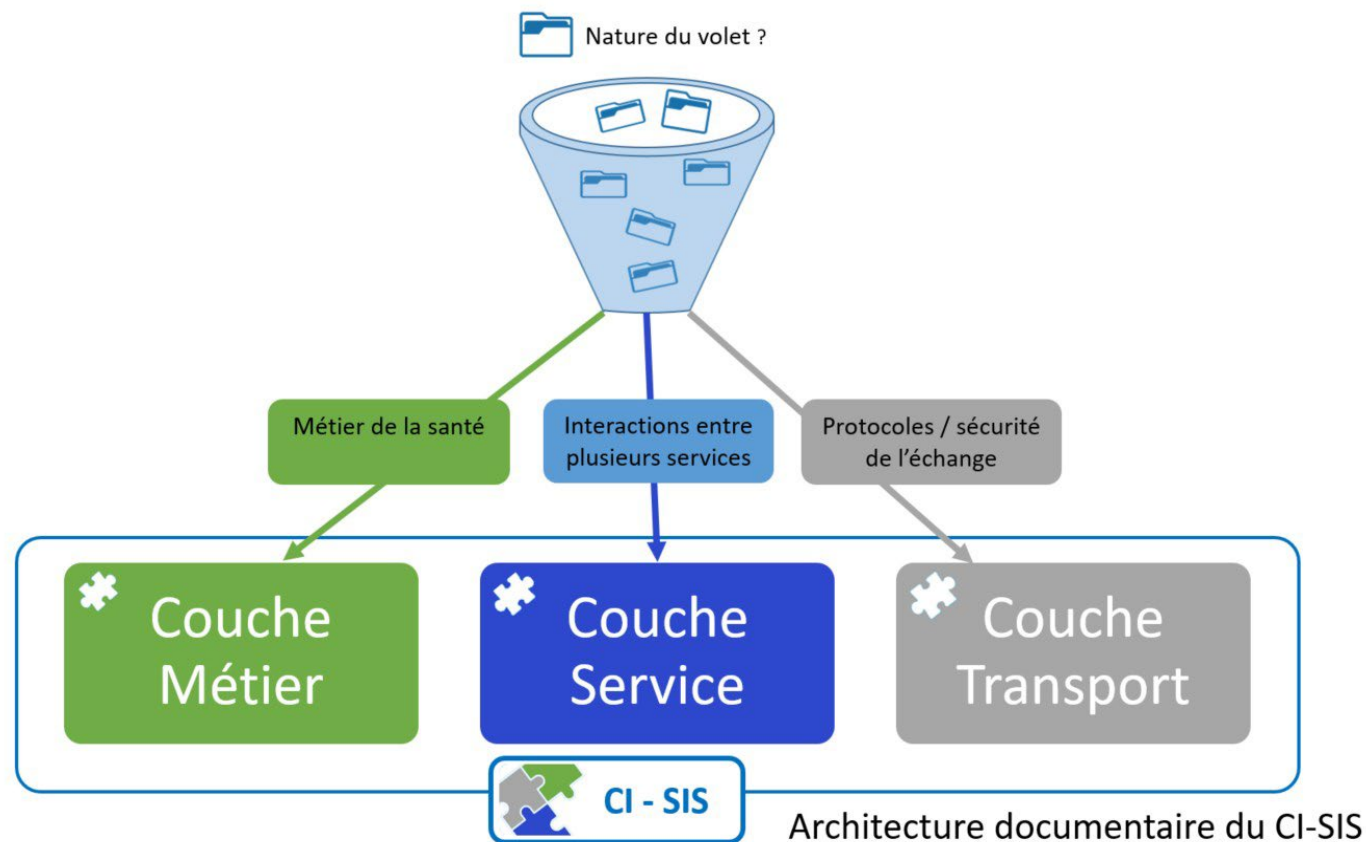 Nature du volet ?
Métier de la santé
Interactions entre
plusieurs services
Protocoles / sécurité
de l’échange
Couche
Métier
Couche
Service
Couche
Transport
CI - SIS
Architecture documentaire du CI-SIS